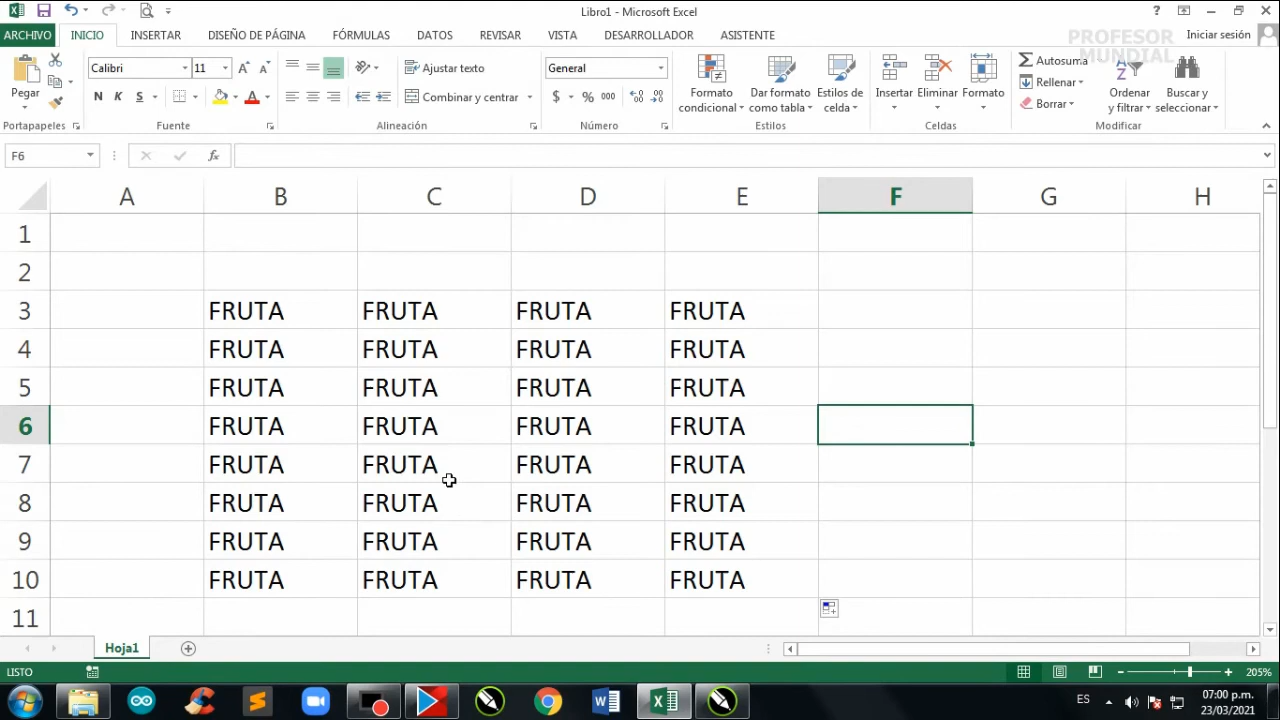 Libro1 - Microsoft Excel
?
ARCHIVO INICIO INSERTAR DISEÑO DE PÁGINA FÓRMULAS DATOS REVISAR VISTA DESARROLLADOR ASISTENTE Iniciar sesión
PROFESOR
MUNDIAL
Pegar
Calibri 11 A A
N K S A
Ajustar texto
Combinar y centrar
General
$ % 000
Formato condicional
Dar formato como tabla
Estilos de celda
Insertar Eliminar Formato
Autosuma
Rellenar
Borrar
Ordenar y filtrar
Buscar y seleccionar
Portapapeles Fuente Alineación Número Estilos Celdas Modificar
F6 fx
A B C D E F G H
1
2
3 FRUTA FRUTA FRUTA FRUTA
4 FRUTA FRUTA FRUTA FRUTA
5 FRUTA FRUTA FRUTA FRUTA
6 FRUTA FRUTA FRUTA FRUTA
7 FRUTA FRUTA FRUTA FRUTA
8 FRUTA FRUTA FRUTA FRUTA
9 FRUTA FRUTA FRUTA FRUTA
10 FRUTA FRUTA FRUTA FRUTA
11
Hoja1
LISTO 205%
ES 07:00 p.m.
23/03/2021